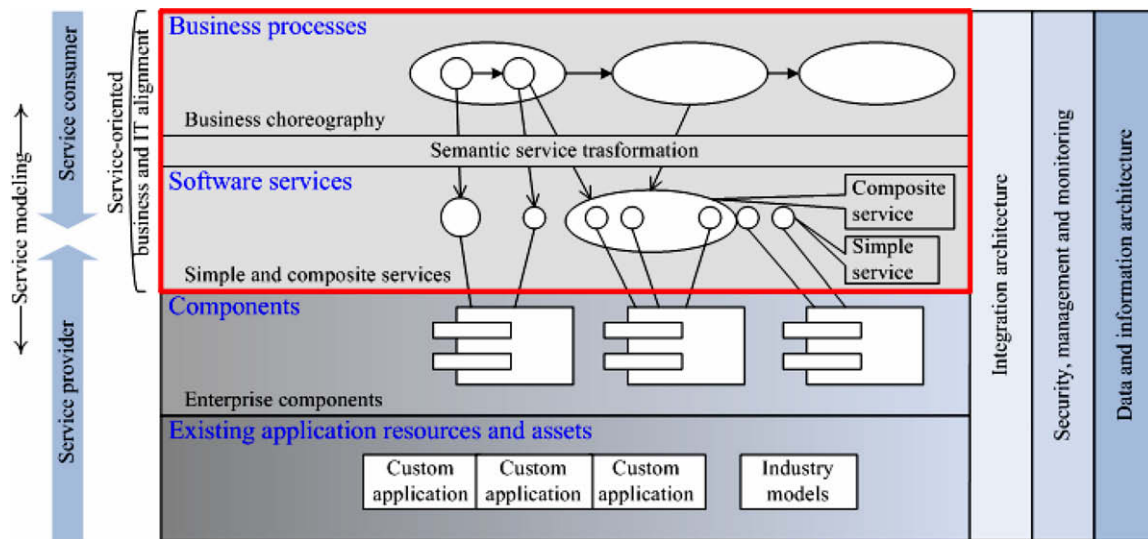 Service consumer
Service provider
←Service modeling→
Service-oriented
business and IT alignment
Business processes
Business choreography
Semantic service trasformation
Software services
Composite
service
Simple
service
Simple and composite services
Components
Enterprise components
Existing application resources and assets
Custom
application
Custom
application
Custom
application
Industry
models
Integration architecture
Security, management and monitoring
Data and information architecture